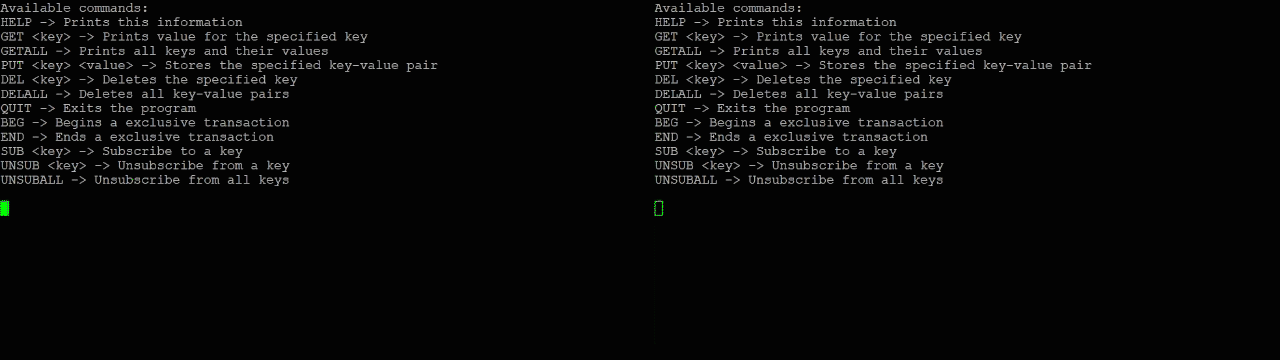 Available commands:
HELP -> Prints this information
GET <key> -> Prints value for the specified key
GETALL -> Prints all keys and their values
PUT <key> <value> -> Stores the specified key-value pair
DEL <key> -> Deletes the specified key
DELALL -> Deletes all key-value pairs
QUIT -> Exits the program
BEG -> Begins a exclusive transaction
END -> Ends a exclusive transaction
SUB <key> -> Subscribe to a key
UNSUB <key> -> Unsubscribe from a key
UNSUBALL -> Unsubscribe from all keys
Available commands:
HELP -> Prints this information
GET <key> -> Prints value for the specified key
GETALL -> Prints all keys and their values
PUT <key> <value> -> Stores the specified key-value pair
DEL <key> -> Deletes the specified key
DELALL -> Deletes all key-value pairs
QUIT -> Exits the program
BEG -> Begins a exclusive transaction
END -> Ends a exclusive transaction
SUB <key> -> Subscribe to a key
UNSUB <key> -> Unsubscribe from a key
UNSUBALL -> Unsubscribe from all keys